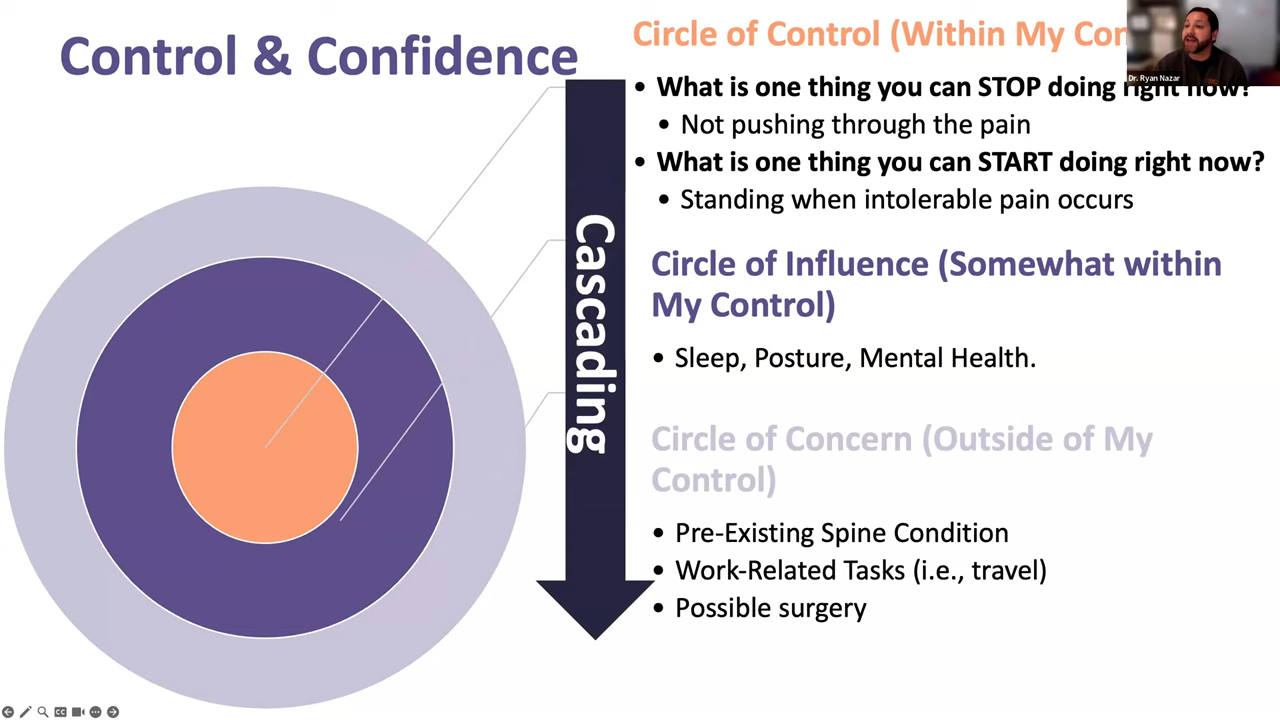 Control & Confidence
Circle of Control (Within My Con
Dr. Ryan Nazar
• What is one thing you can STOP doing right now?
• Not pushing through the pain
• What is one thing you can START doing right now?
• Standing when intolerable pain occurs
Cascading
Circle of Influence (Somewhat within
My Control)
• Sleep, Posture, Mental Health.
Circle of Concern (Outside of My
Control)
• Pre-Existing Spine Condition
• Work-Related Tasks (i.e., travel)
• Possible surgery
CC